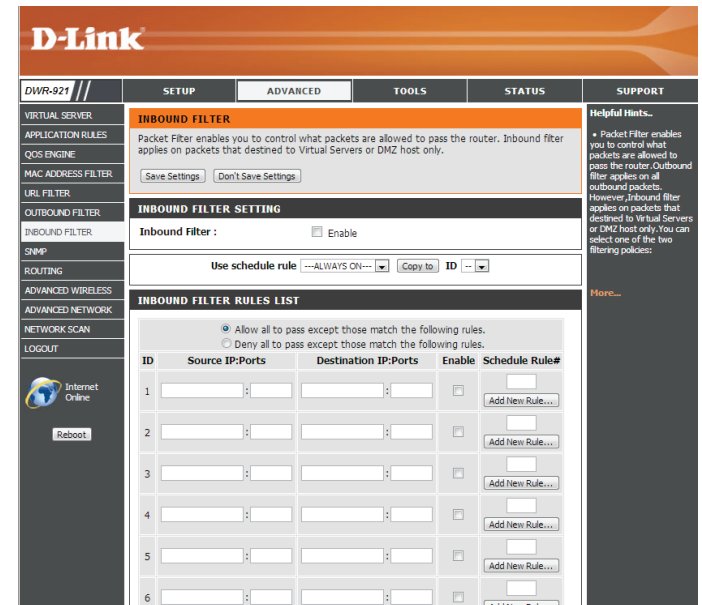 D-Link
DWR-921 //
SETUP
ADVANCED
TOOLS
STATUS
SUPPORT
VIRTUAL SERVER
APPLICATION RULES
QOS ENGINE
MAC ADDRESS FILTER
URL FILTER
OUTBOUND FILTER
INBOUND FILTER
SNMP
ROUTING
ADVANCED WIRELESS
ADVANCED NETWORK
NETWORK SCAN
LOGOUT
Internet
Online
Reboot
INBOUND FILTER
Packet Filter enables you to control what packets are allowed to pass the router. Inbound filter
applies on packets that destined to Virtual Servers or DMZ host only.
Save Settings Don't Save Settings
INBOUND FILTER SETTING
Inbound Filter : Enable
Use schedule rule ---ALWAYS ON--- Copy to ID --
INBOUND FILTER RULES LIST
Allow all to pass except those match the following rules.
Deny all to pass except those match the following rules.
ID Source IP:Ports Destination IP:Ports Enable Schedule Rule#
1 : : Add New Rule...
2 : : Add New Rule...
3 : : Add New Rule...
4 : : Add New Rule...
5 : : Add New Rule...
6 : : Add New Rule...
Helpful Hints..
• Packet Filter enables
you to control what
packets are allowed to
pass the router.Outbound
filter applies on all
outbound packets.
However,Inbound filter
applies on packets that
destined to Virtual Servers
or DMZ host only.You can
select one of the two
filtering policies:
More...